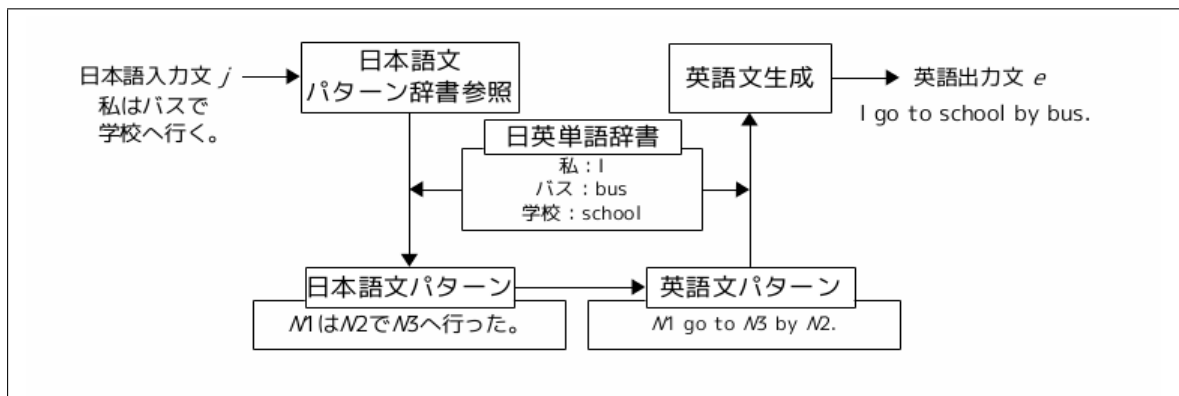 日本語入力文 j
私はバスで
学校へ行く。
日本語文
パターン辞書参照
英語文生成
英語出力文 e
I go to school by bus.
日英単語辞書
私：I
バス：bus
学校：school
日本語文パターン
N1はN2でN3へ行った。
英語文パターン
N1 go to N3 by N2.